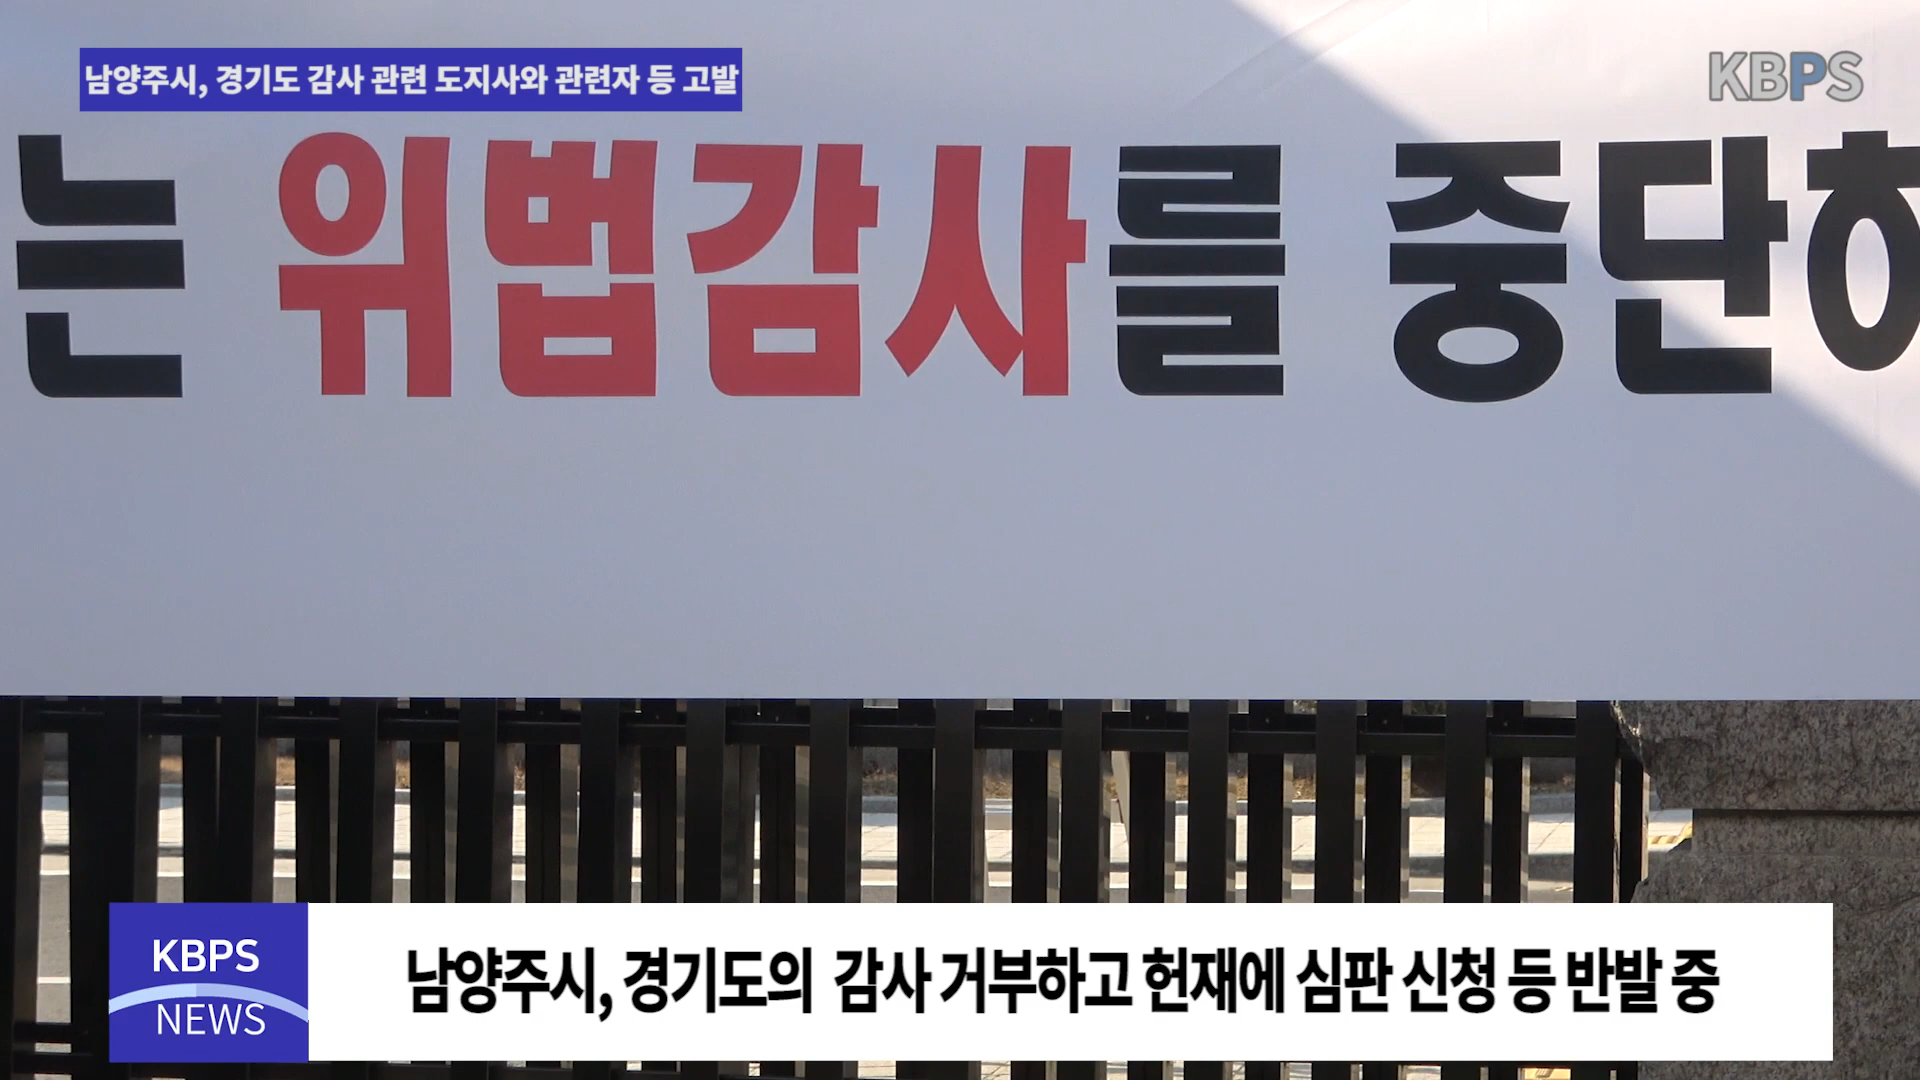 남양주시, 경기도 감사 관련 도지사와 관련자 등 고발
KBPS
는 위법감사를 중단하
KBPS
NEWS
남양주시, 경기도의 감사 거부하고 헌재에 심판 신청 등 반발 중